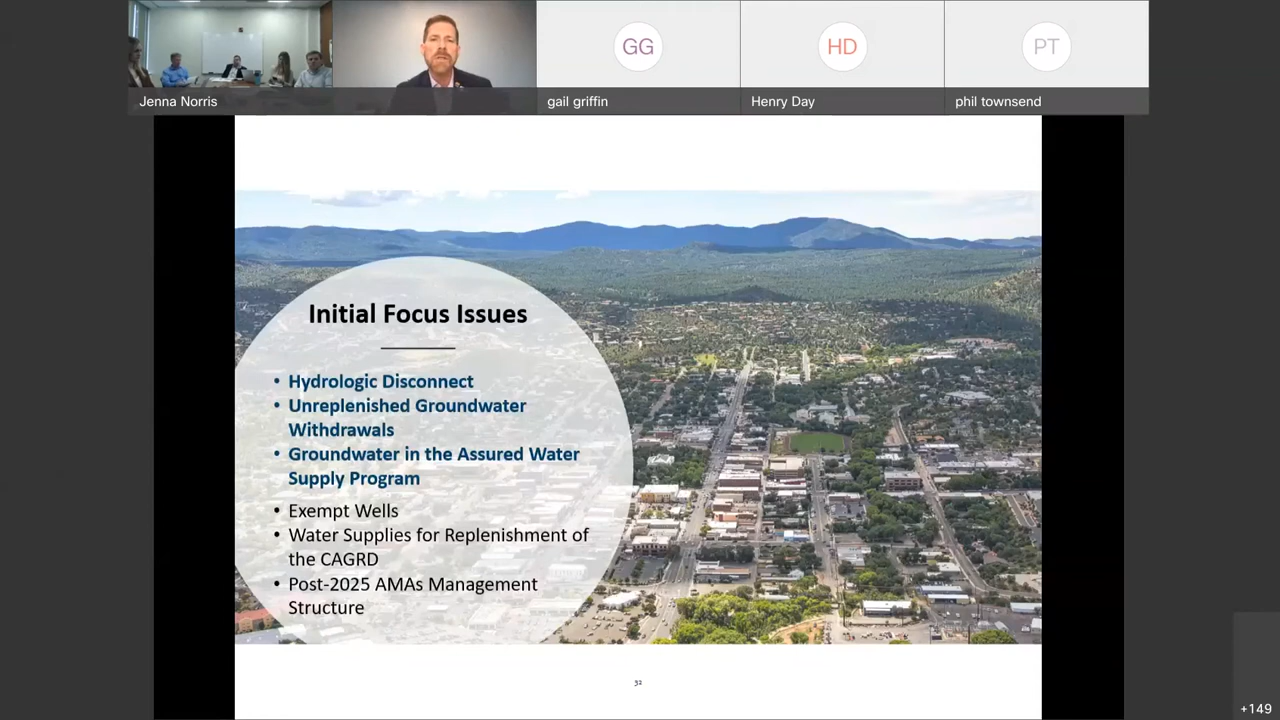 GG
HD
PT
Jenna Norris
gail griffin
Henry Day
phil townsend
Initial Focus Issues
• Hydrologic Disconnect
• Unreplenished Groundwater
Withdrawals
• Groundwater in the Assured Water
Supply Program
• Exempt Wells
• Water Supplies for Replenishment of
the CAGRD
• Post-2025 AMAs Management
Structure
32
+149